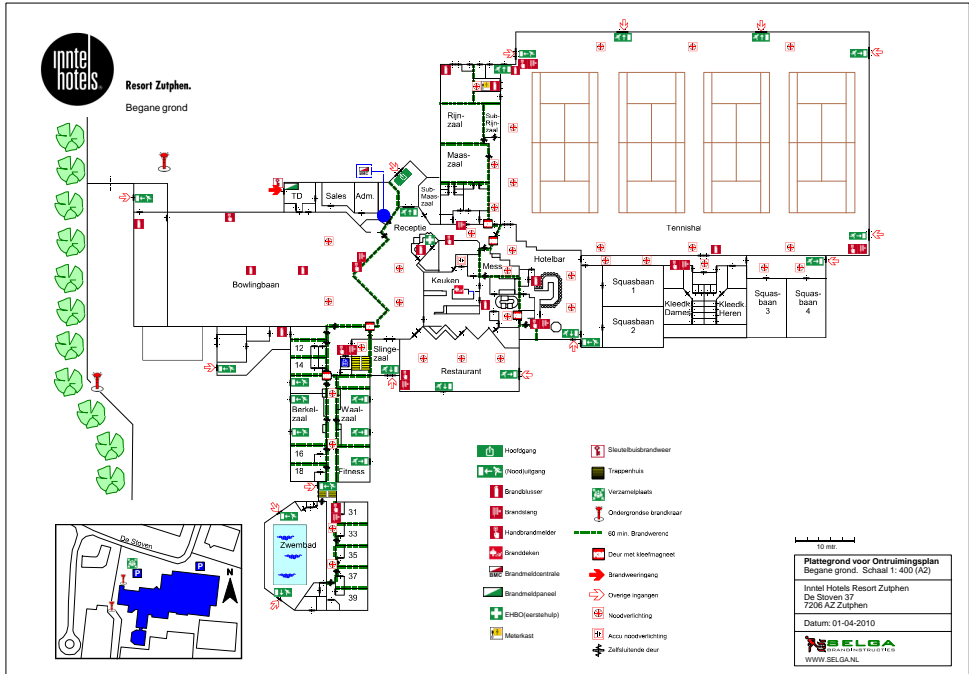 inntel
hotels®
Resort Zutphen.
Begane grond
Rijn-
zaal
Sub-
Rijn-
zaal
Maas-
zaal
Sub-
Maas-
zaal
BMC
TD
Sales
Adm.
Receptie
Tennishal
Hotelbar
Mess
Keuken
Bowlingbaan
Squasbaan
1
Squasbaan
2
Kleedk.
Dames
Kleedk.
Heren
Squas-
baan
3
Squas-
baan
4
12
14
Slinge-
zaal
Restaurant
Berkel-
zaal
Waal-
zaal
16
18
Fitness
31
33
35
37
39
Zwembad
Hoofdgang
(Nood)uitgang
Brandblusser
Brandslang
Handbrandmelder
Branddeken
BMC
Brandmeldcentrale
Brandmeldpaneel
EHBO(eerstehulp)
Meterkast
Sleutelbuisbrandweer
Trappenhuis
Verzamelplaats
Ondergrondse brandkraar
60 min. Brandwerend
Deur met kleefmagneet
Brandweeringang
Overige ingangen
Noodverlichting
Accu noodverlichting
Zelfsluitende deur
De Stoven
P
P
N
10 mtr.
Plattegrond voor Ontruimingsplan
Begane grond. Schaal 1: 400 (A2)
Inntel Hotels Resort Zutphen
De Stoven 37
7206 AZ Zutphen
Datum: 01-04-2010
SELGA
BRANDINSTRUCTIES
WWW.SELGA.NL